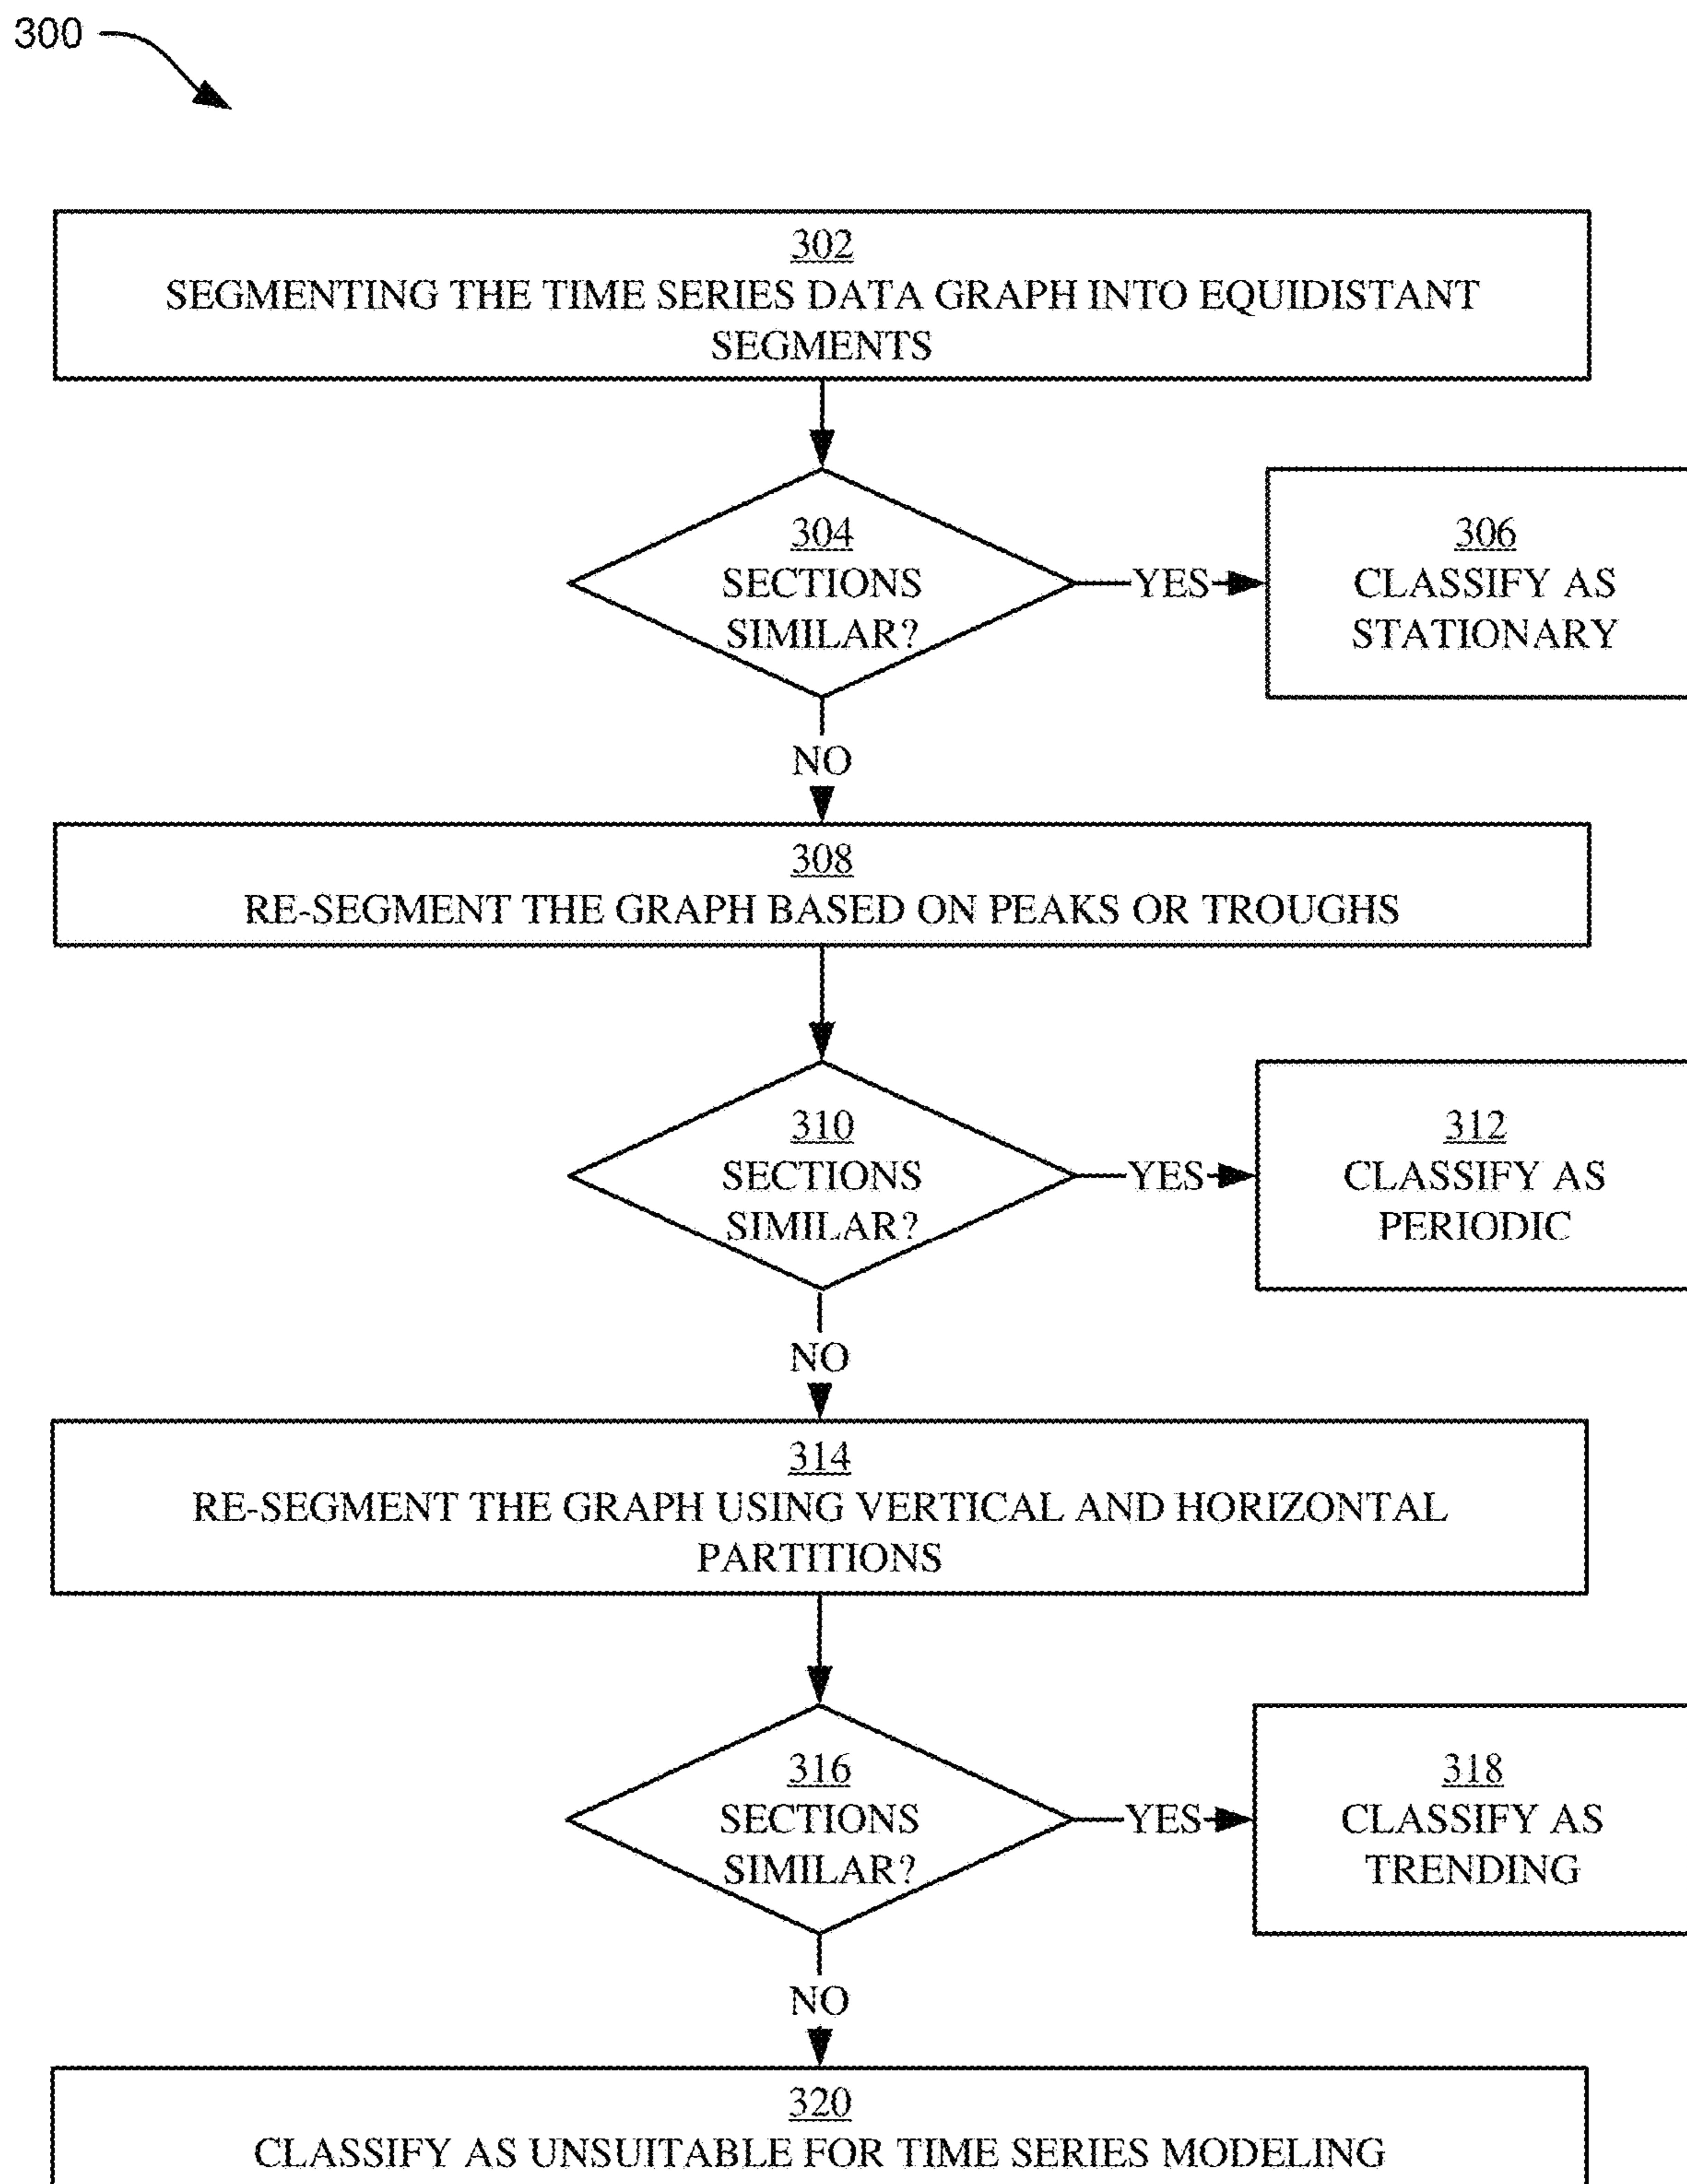 300
302
SEGMENTING THE TIME SERIES DATA GRAPH INTO EQUIDISTANT
SEGMENTS
304
SECTIONS
SIMILAR?
YES
306
CLASSIFY AS
STATIONARY
NO
308
RE-SEGMENT THE GRAPH BASED ON PEAKS OR TROUGHS
310
SECTIONS
SIMILAR?
YES
312
CLASSIFY AS
PERIODIC
NO
314
RE-SEGMENT THE GRAPH USING VERTICAL AND HORIZONTAL
PARTITIONS
316
SECTIONS
SIMILAR?
YES
318
CLASSIFY AS
TRENDING
NO
320
CLASSIFY AS UNSUITABLE FOR TIME SERIES MODELING